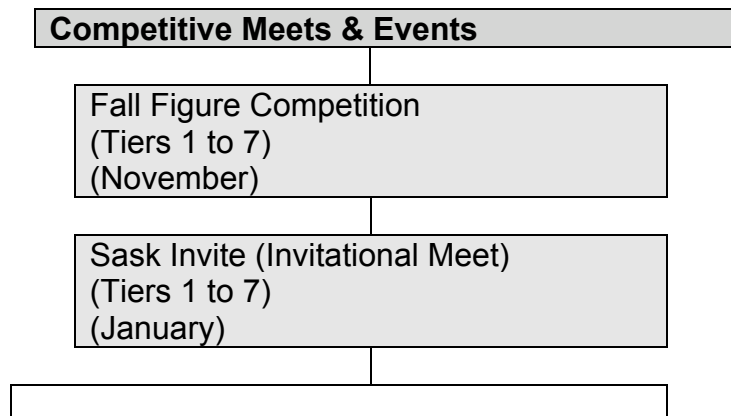 Competitive Meets & Events
Fall Figure Competition
(Tiers 1 to 7)
(November)
Sask Invite (Invitational Meet)
(Tiers 1 to 7)
(January)